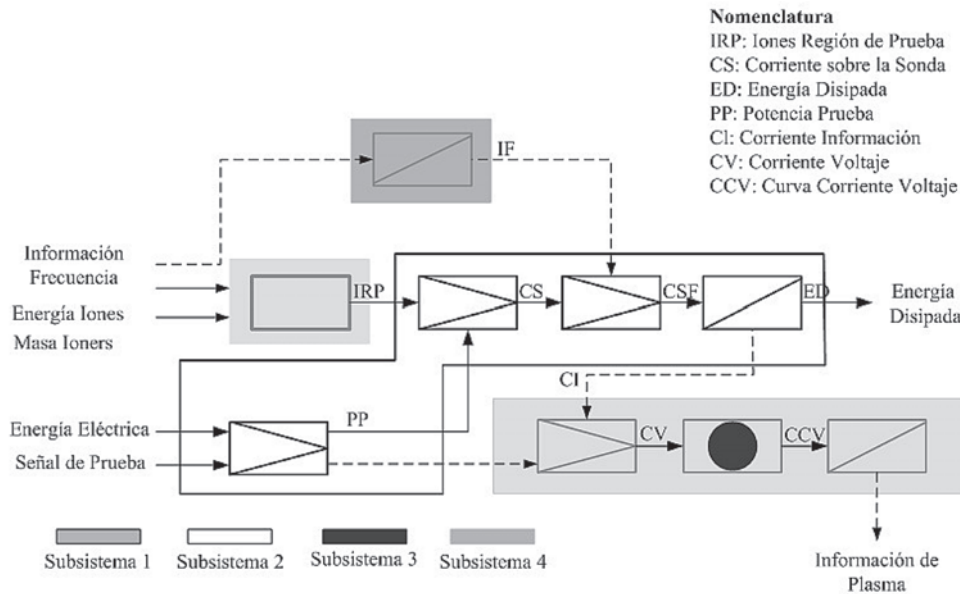 Nomenclatura
IRP: Iones Región de Prueba
CS: Corriente sobre la Sonda
ED: Energía Disipada
PP: Potencia Prueba
CI: Corriente Información
CV: Corriente Voltaje
CCV: Curva Corriente Voltaje
IF
Información
Frecuencia
Energía Iones
Masa Ioners
IRP
CS
CSF
ED
Energía
Disipada
CI
Energía Eléctrica
Señal de Prueba
PP
CV
CCV
Subsistema 1
Subsistema 2
Subsistema 3
Subsistema 4
Información de
Plasma